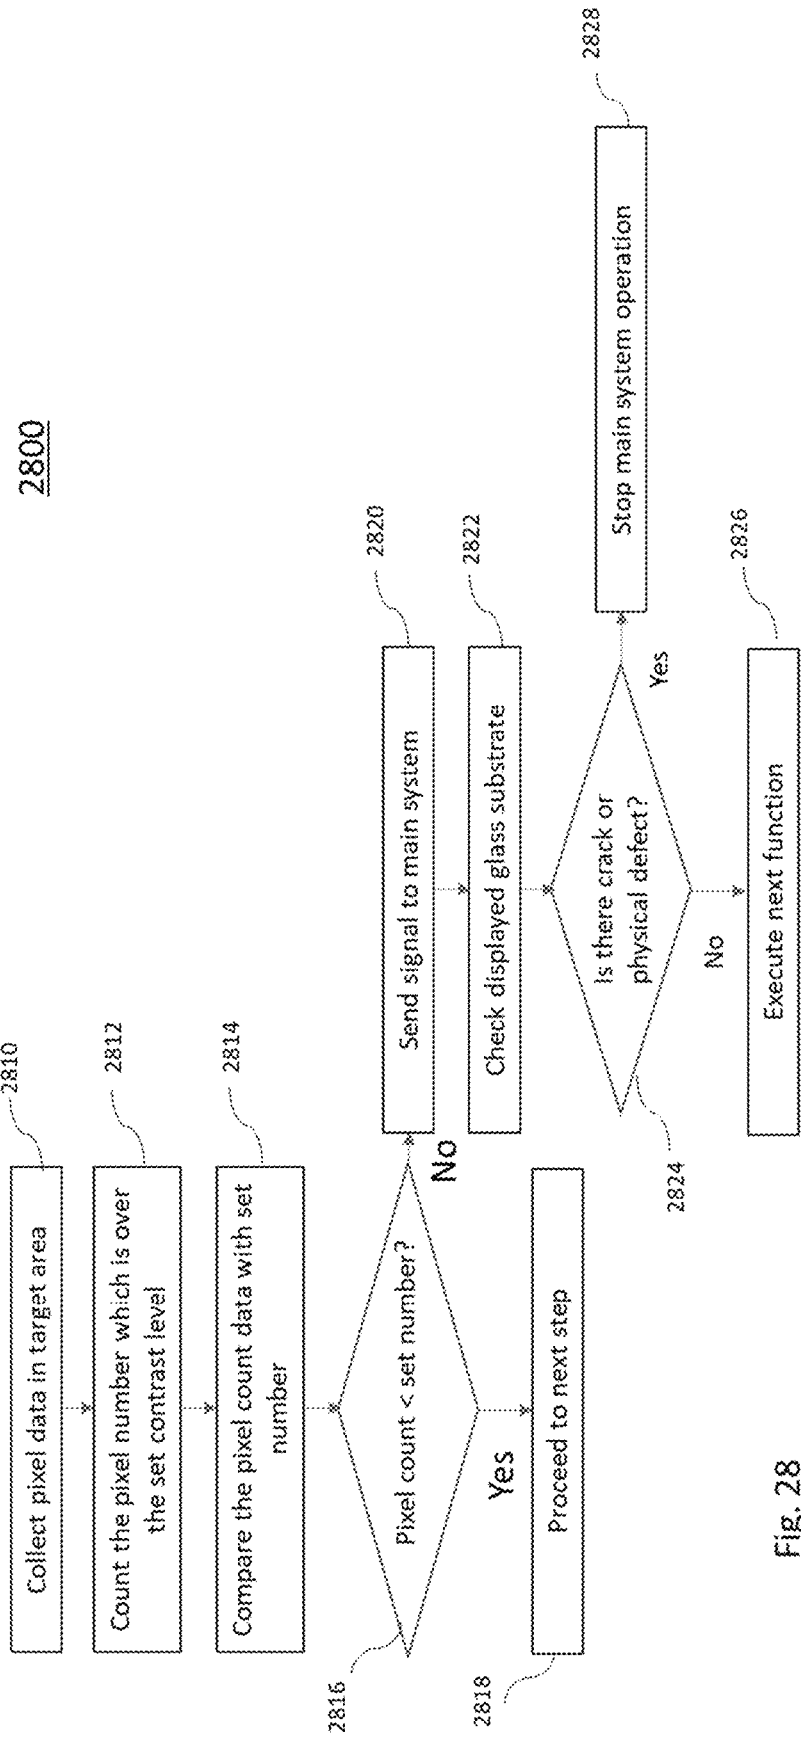 2800
Collect pixel data in target area
2810
Count the pixel number which is over
the set contrast level
2812
Compare the pixel count data with set
number
2814
Pixel count < set number?
2816
Yes
No
Proceed to next step
2818
Send signal to main system
2820
Check displayed glass substrate
2822
Is there crack or
physical defect?
2824
Yes
No
Stop main system operation
2828
Execute next function
2826
Fig. 28